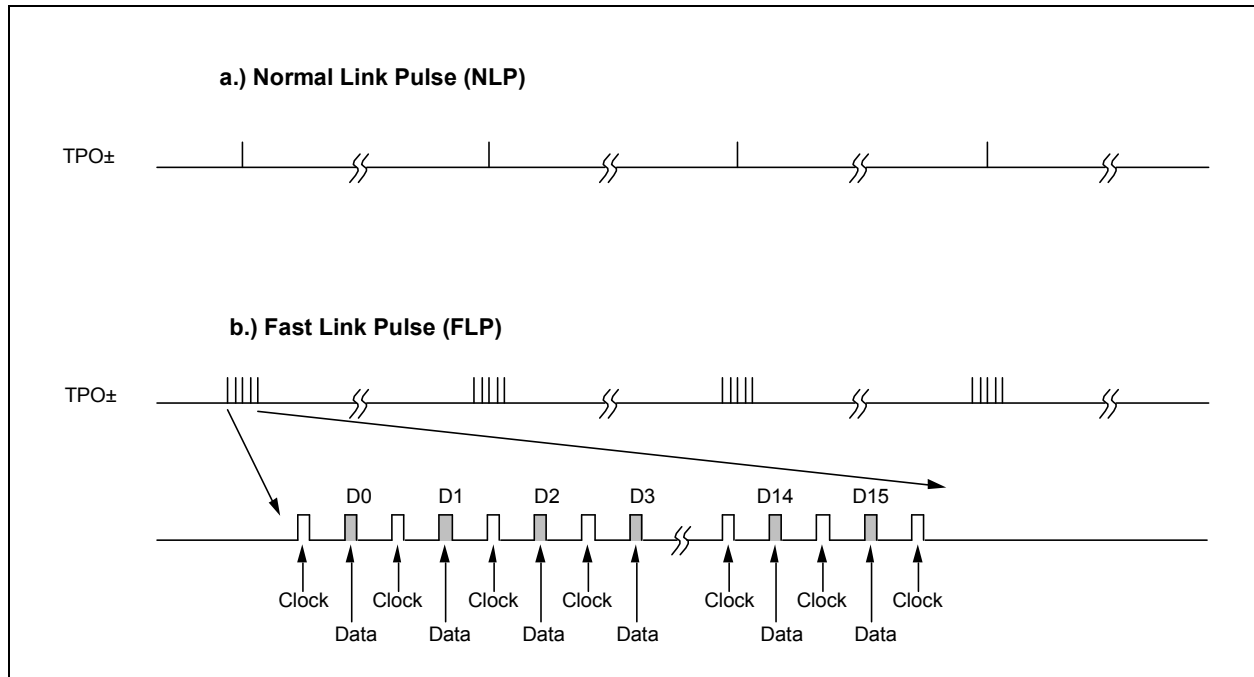 a.) Normal Link Pulse (NLP)
TPO±
b.) Fast Link Pulse (FLP)
TPO±
D0 D1 D2 D3 D14 D15
Clock Clock Clock Clock Clock Clock Clock
Data Data Data Data Data Data